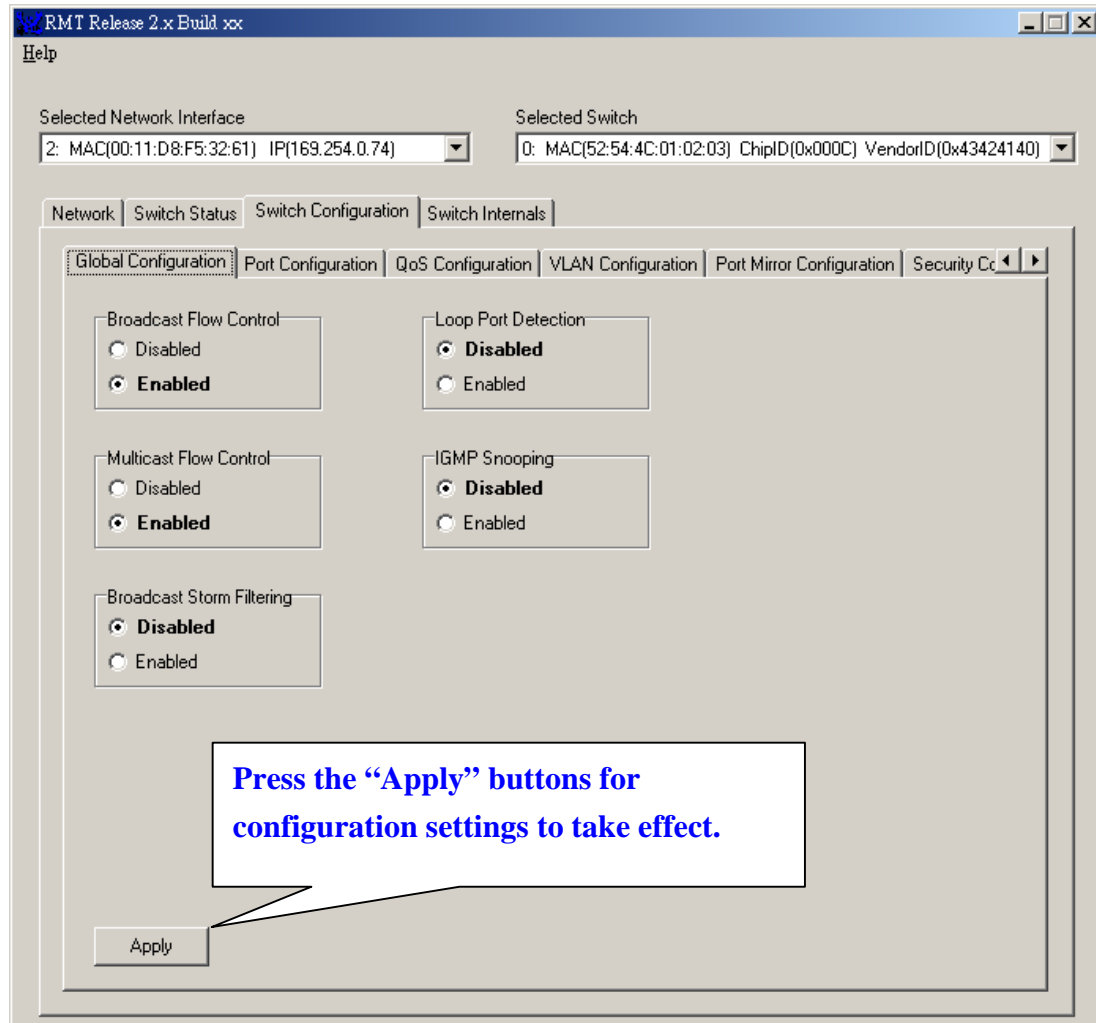 RMT Release 2.x Build xx
Help
Selected Network Interface
Selected Switch
2: MAC(00:11:D8:F5:32:61) IP(169.254.0.74)
0: MAC(52:54:4C:01:02:03) ChipID(0x000C) VendorID(0x43424140)
Network Switch Status Switch Configuration Switch Internals
Global Configuration Port Configuration QoS Configuration VLAN Configuration Port Mirror Configuration Security Co
Broadcast Flow Control
Disabled
Enabled
Loop Port Detection
Disabled
Enabled
Multicast Flow Control
Disabled
Enabled
IGMP Snooping
Disabled
Enabled
Broadcast Storm Filtering
Disabled
Enabled
Press the “Apply” buttons for
configuration settings to take effect.
Apply